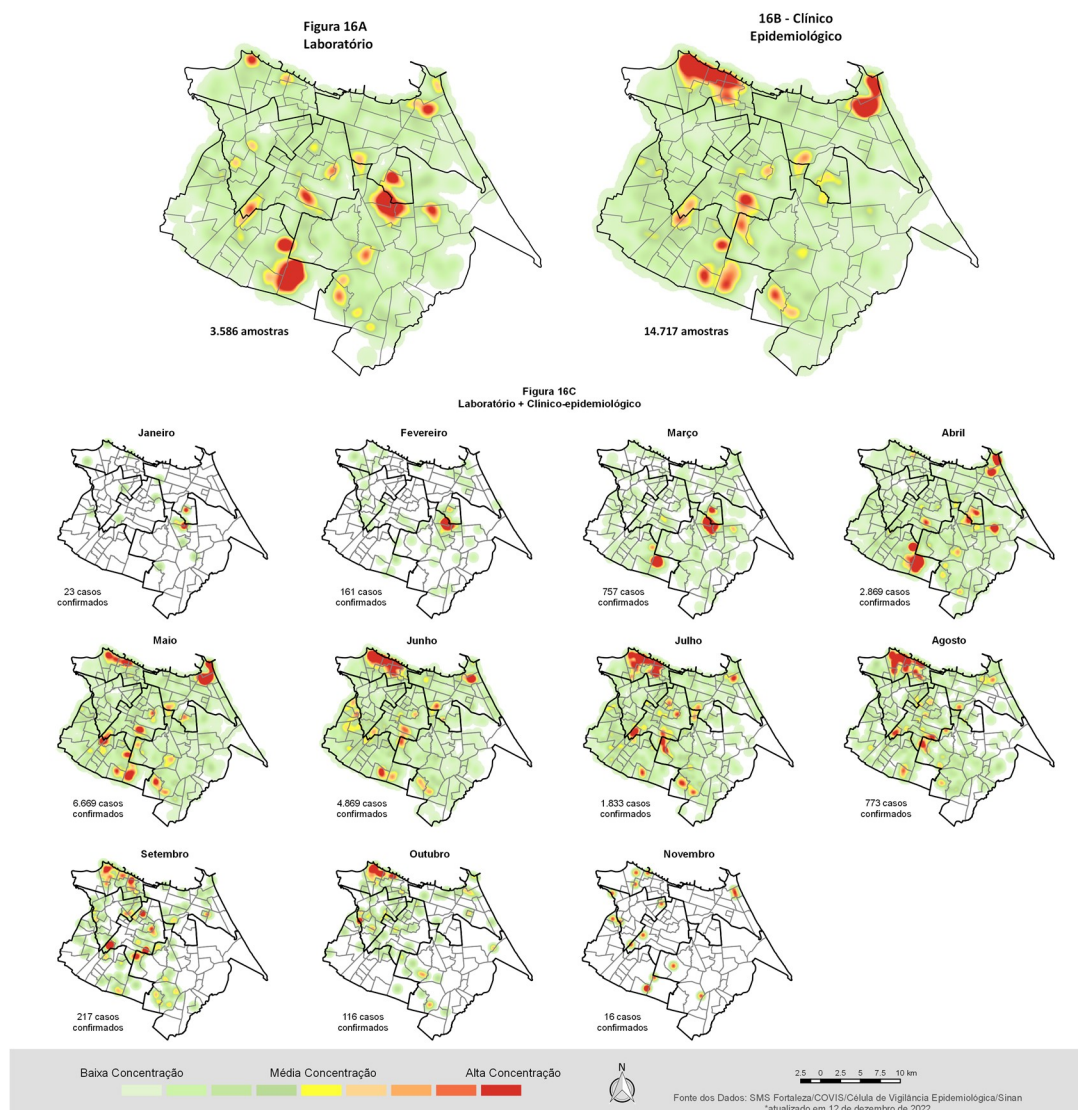 Figura 16A
Laboratório
16B - Clínico
Epidemiológico
3.586 amostras
14.717 amostras
Figura 16C
Laboratório + Clínico-epidemiológico
Janeiro
Fevereiro
Março
Abril
23 casos
confirmados
161 casos
confirmados
757 casos
confirmados
2.869 casos
confirmados
Maio
Junho
Julho
Agosto
6.669 casos
confirmados
4.869 casos
confirmados
1.833 casos
confirmados
773 casos
confirmados
Setembro
Outubro
Novembro
217 casos
confirmados
116 casos
confirmados
16 casos
confirmados
Baixa Concentração
Média Concentração
Alta Concentração
N
2.5 0 2.5 5 7.5 10 km
Fonte dos Dados: SMS Fortaleza/COVIS/Célula de Vigilância Epidemiológica/Sinan
*atualizado em 12 de dezembro de 2022